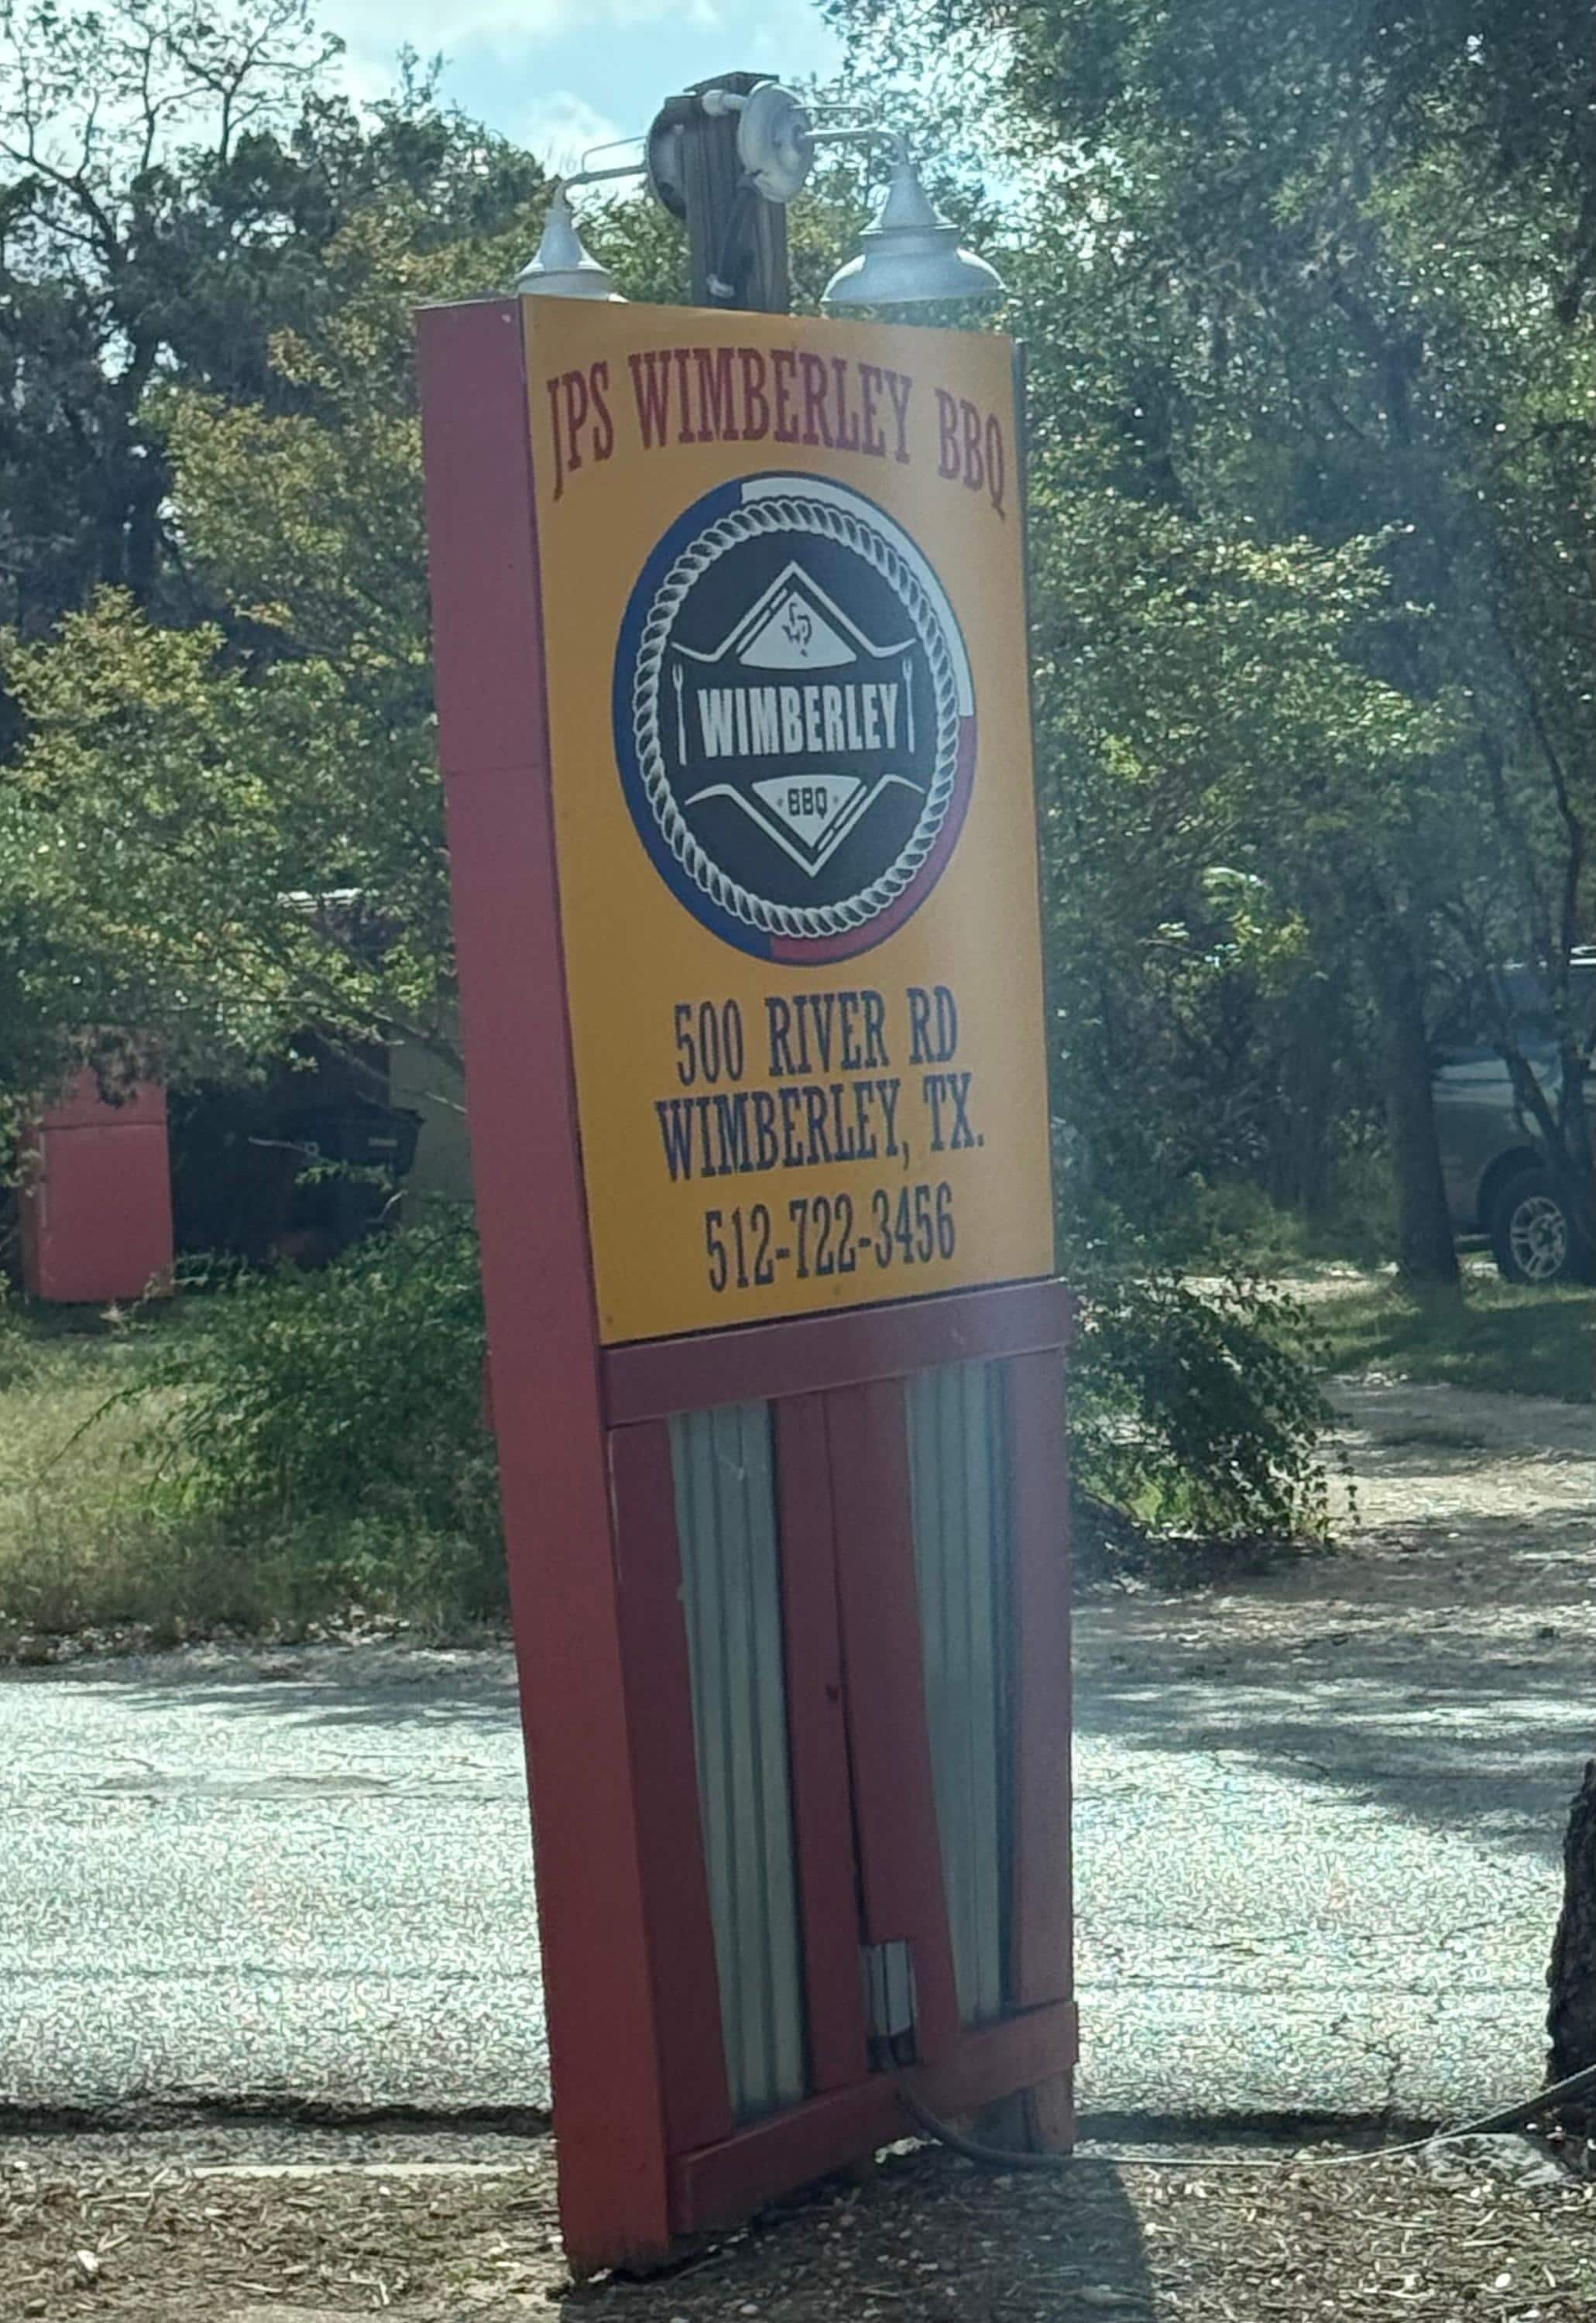 JPS WIMBERLEY BBQ
WIMBERLEY
BBQ
500 RIVER RD
WIMBERLEY, TX.
512-722-3456